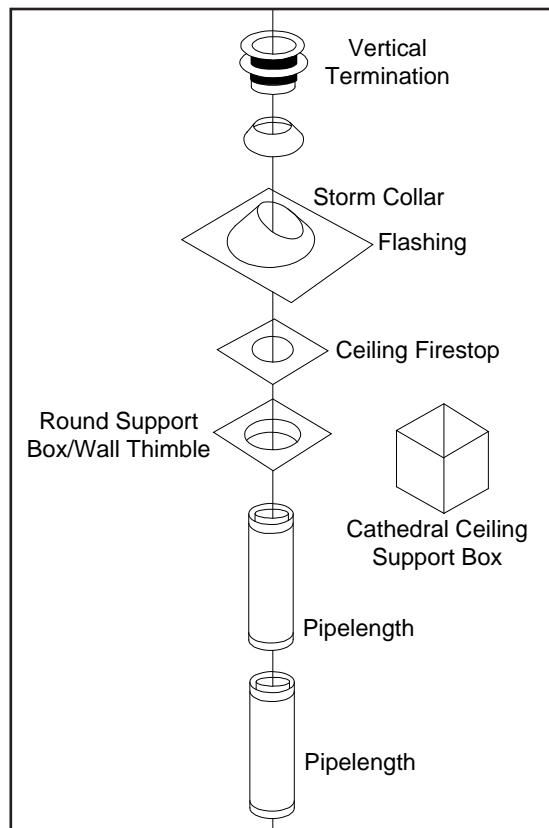 Vertical
Termination
Storm Collar
Flashing
Ceiling Firestop
Round Support
Box/Wall Thimble
Cathedral Ceiling
Support Box
Pipelength
Pipelength